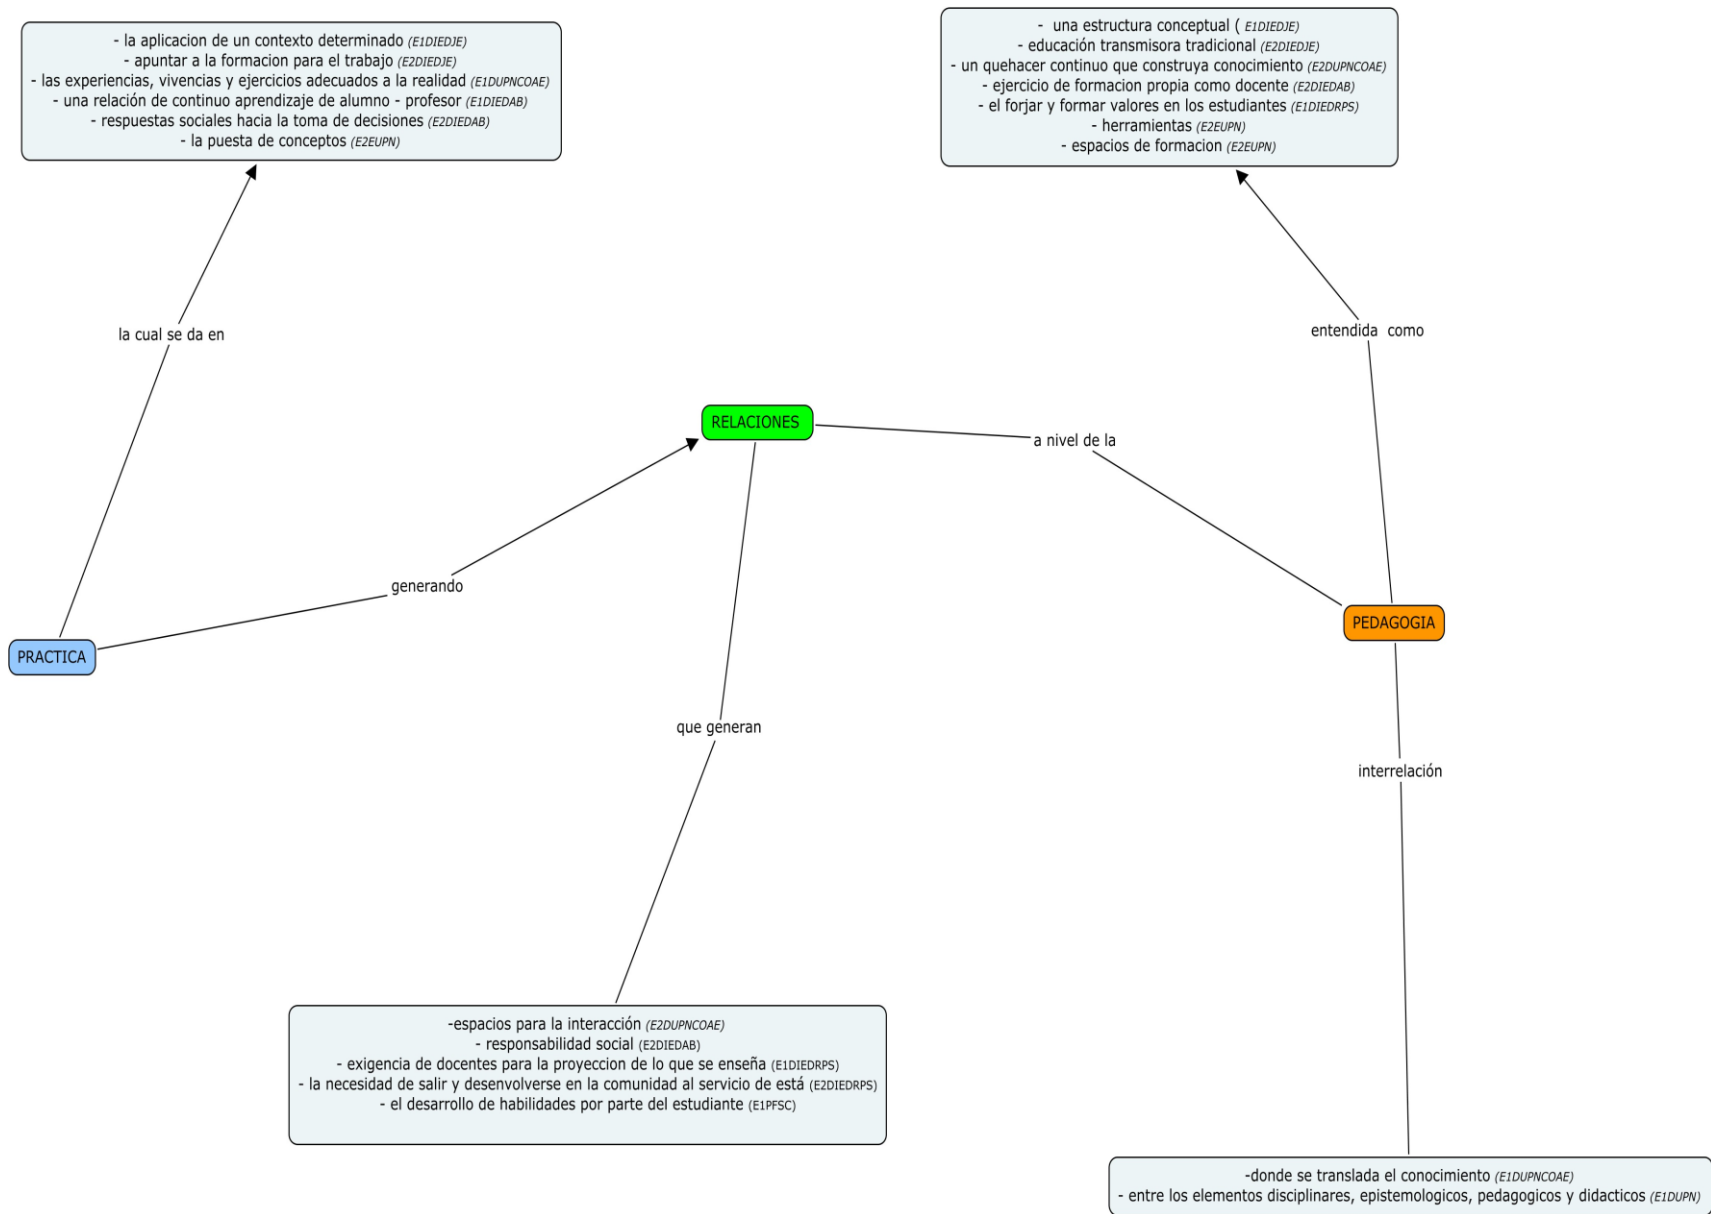 - la aplicacion de un contexto determinado (E1DIEDJE)
- apuntar a la formacion para el trabajo (E2DIEDJE)
- las experiencias, vivencias y ejercicios adecuados a la realidad (E1DUPNCOAE)
- una relación de continuo aprendizaje de alumno - profesor (E1DIEDAB)
- respuestas sociales hacia la toma de decisiones (E2DIEDAB)
- la puesta de conceptos (E2EUPN)
- una estructura conceptual ( E1DIEDJE)
- educación transmisora tradicional (E2DIEDJE)
- un quehacer continuo que construya conocimiento (E2DUPNCOAE)
- ejercicio de formacion propia como docente (E2DIEDAB)
- el forjar y formar valores en los estudiantes (E1DIEDRPS)
- herramientas (E2EUPN)
- espacios de formacion (E2EUPN)
la cual se da en
entendida como
RELACIONES
a nivel de la
generando
PEDAGOGIA
PRACTICA
que generan
interrelación
-espacios para la interacción (E2DUPNCOAE)
- responsabilidad social (E2DIEDAB)
- exigencia de docentes para la proyeccion de lo que se enseña (E1DIEDRPS)
- la necesidad de salir y desenvolverse en la comunidad al servicio de está (E2DIEDRPS)
- el desarrollo de habilidades por parte del estudiante (E1PFSC)
-donde se translada el conocimiento (E1DUPNCOAE)
- entre los elementos disciplinares, epistemologicos, pedagogicos y didacticos (E1DUPN)